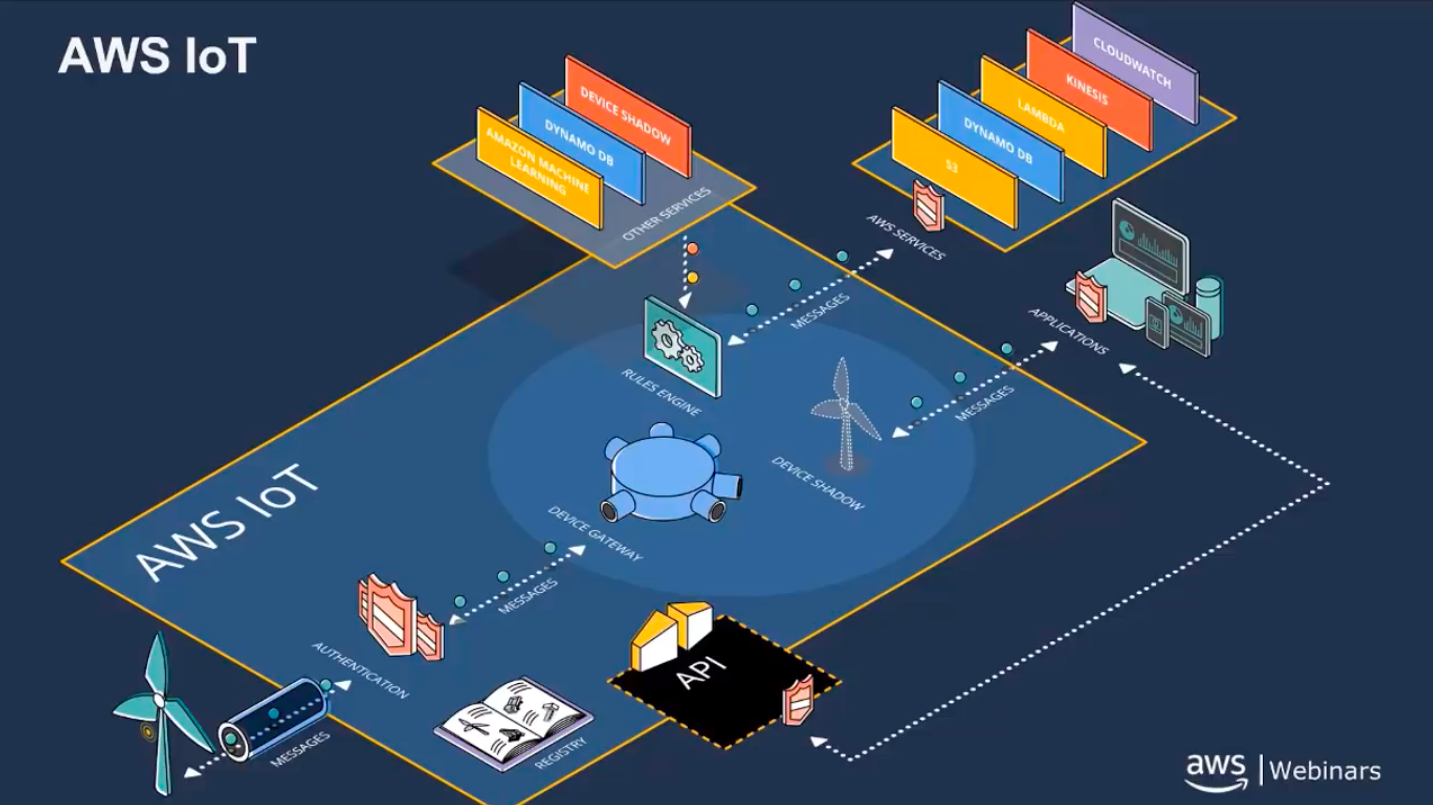 AWS IoT
CLOUDWATCH
KINESIS
LAMBDA
DYNAMO DB
S3
DEVICE SHADOW
DYNAMO DB
AMAZON MACHINE
LEARNING
OTHER SERVICES
AWS SERVICES
MESSAGES
APPLICATIONS
MESSAGES
RULES ENGINE
DEVICE SHADOW
AWS IoT
DEVICE GATEWAY
MESSAGES
AUTHENTICATION
API
MESSAGES
REGISTRY
aws | Webinars